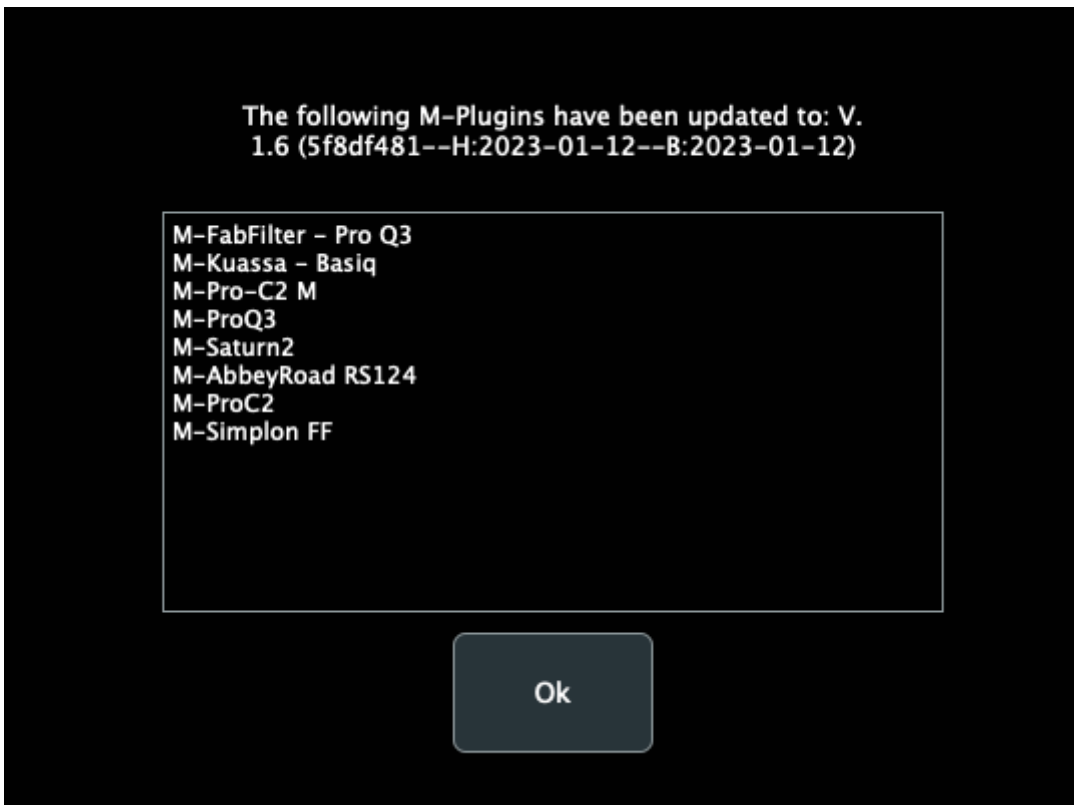 The following M-Plugins have been updated to: V.
1.6 (5f8df481--H:2023-01-12--B:2023-01-12)
M-FabFilter - Pro Q3
M-Kuassa - Basiq
M-Pro-C2 M
M-ProQ3
M-Saturn2
M-AbbeyRoad RS124
M-ProC2
M-Simplon FF
Ok